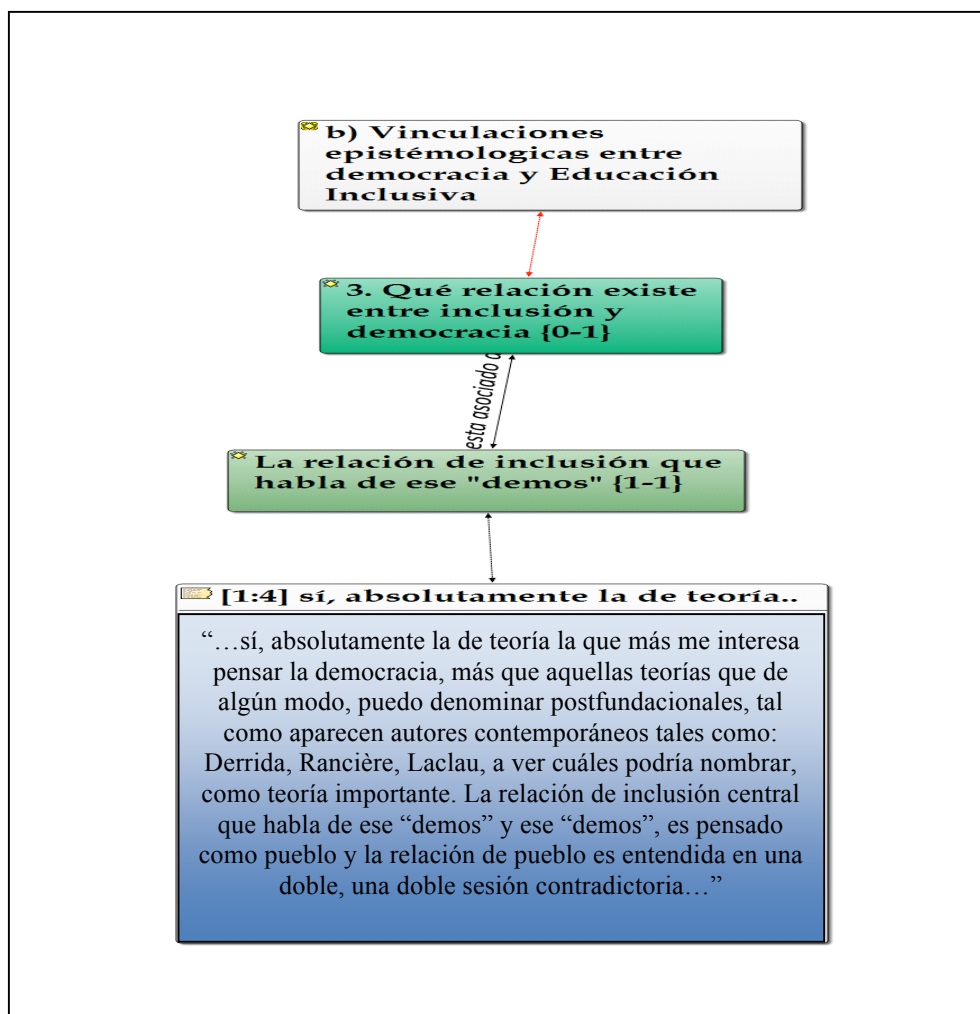 b) Vinculaciones
epistémologicas entre
democracia y Educación
Inclusiva
3. Qué relación existe
entre inclusión y
democracia {0-1}
esta asociado a
La relación de inclusión que
habla de ese "demos" {1-1}
[1:4] sí, absolutamente la de teoría..
“…sí, absolutamente la de teoría la que más me interesa
pensar la democracia, más que aquellas teorías que de
algún modo, puedo denominar postfundacionales, tal
como aparecen autores contemporáneos tales como:
Derrida, Rancière, Laclau, a ver cuáles podría nombrar,
como teoría importante. La relación de inclusión central
que habla de ese “demos” y ese “demos”, es pensado
como pueblo y la relación de pueblo es entendida en una
doble, una doble sesión contradictoria…”